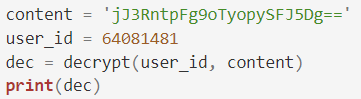 content = 'jJ3RntpFg9oTyopySFJ5Dg=='
user_id = 64081481
dec = decrypt(user_id, content)
print(dec)